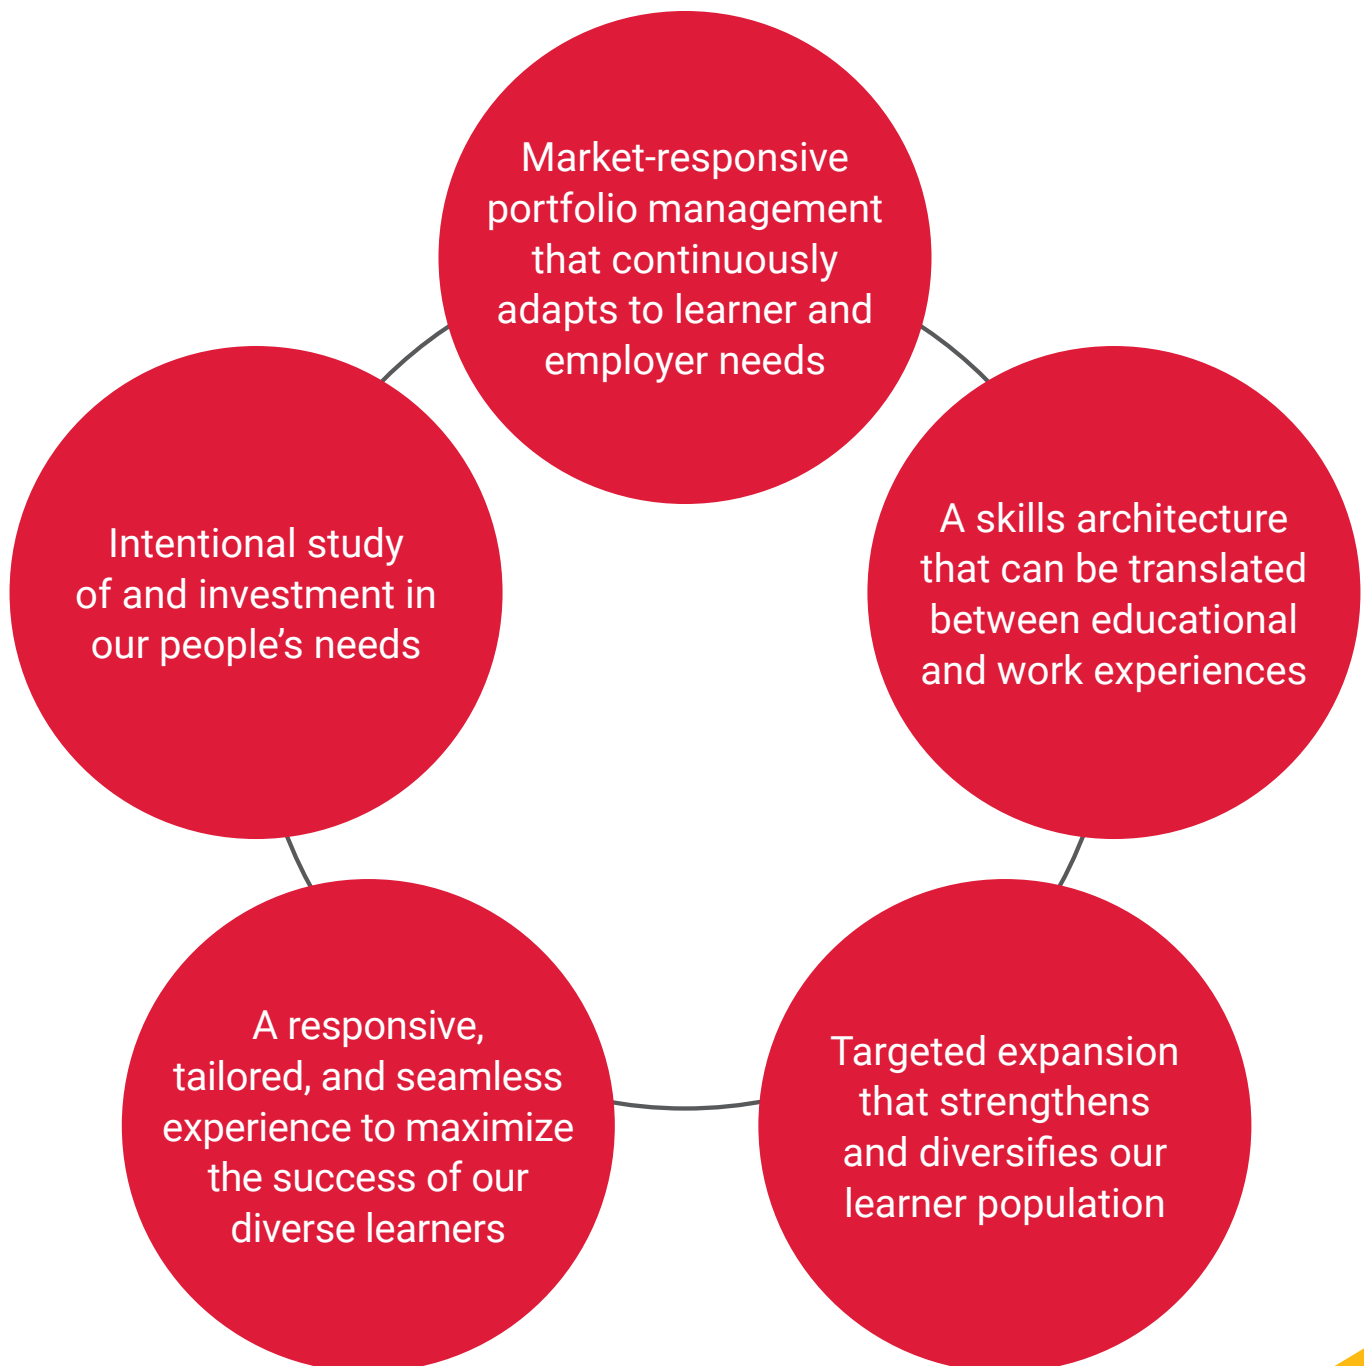 Market-responsive
portfolio management
that continuously
adapts to learner and
employer needs
A skills architecture
that can be translated
between educational
and work experiences
Targeted expansion
that strengthens
and diversifies our
learner population
A responsive,
tailored, and seamless
experience to maximize
the success of our
diverse learners
Intentional study
of and investment in
our people’s needs